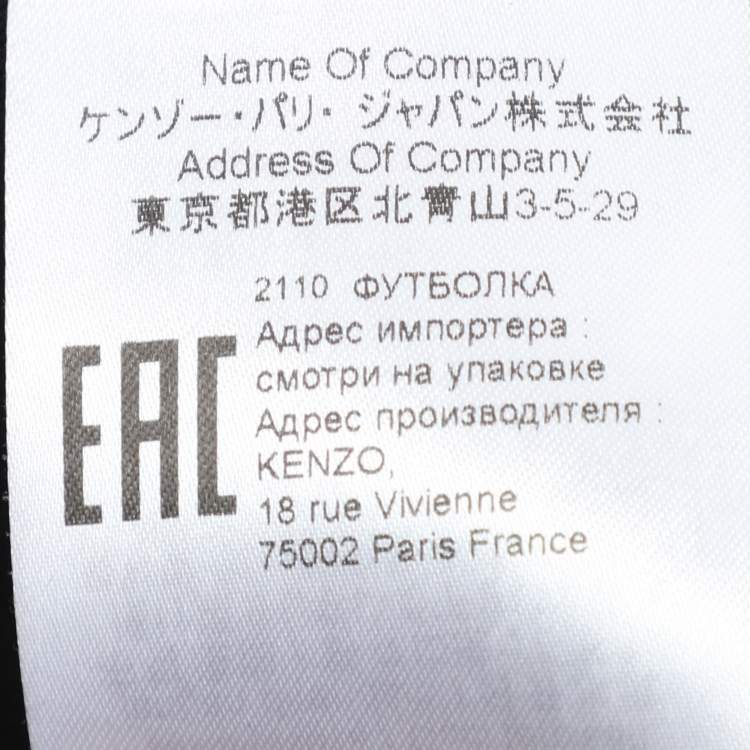 Name Of Company
ケンゾー・パリ・ジャパン株式会社
Address Of Company
東京都港区北青山3-5-29
2110 ФУТБОЛКА
Адрес импортера :
смотри на упаковке
Адрес производителя :
KENZO,
18 rue Vivienne
75002 Paris France
EAC